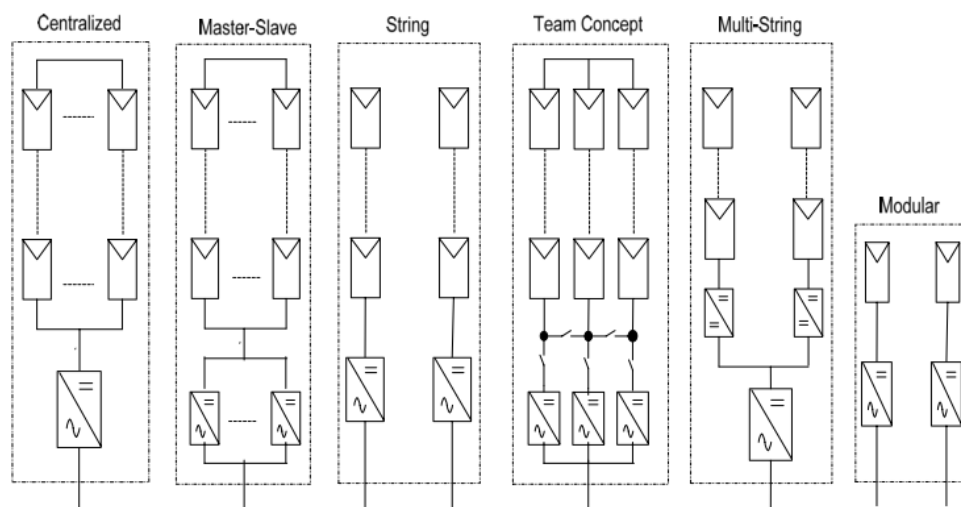 Centralized
Master-Slave
String
Team Concept
Multi-String
Modular